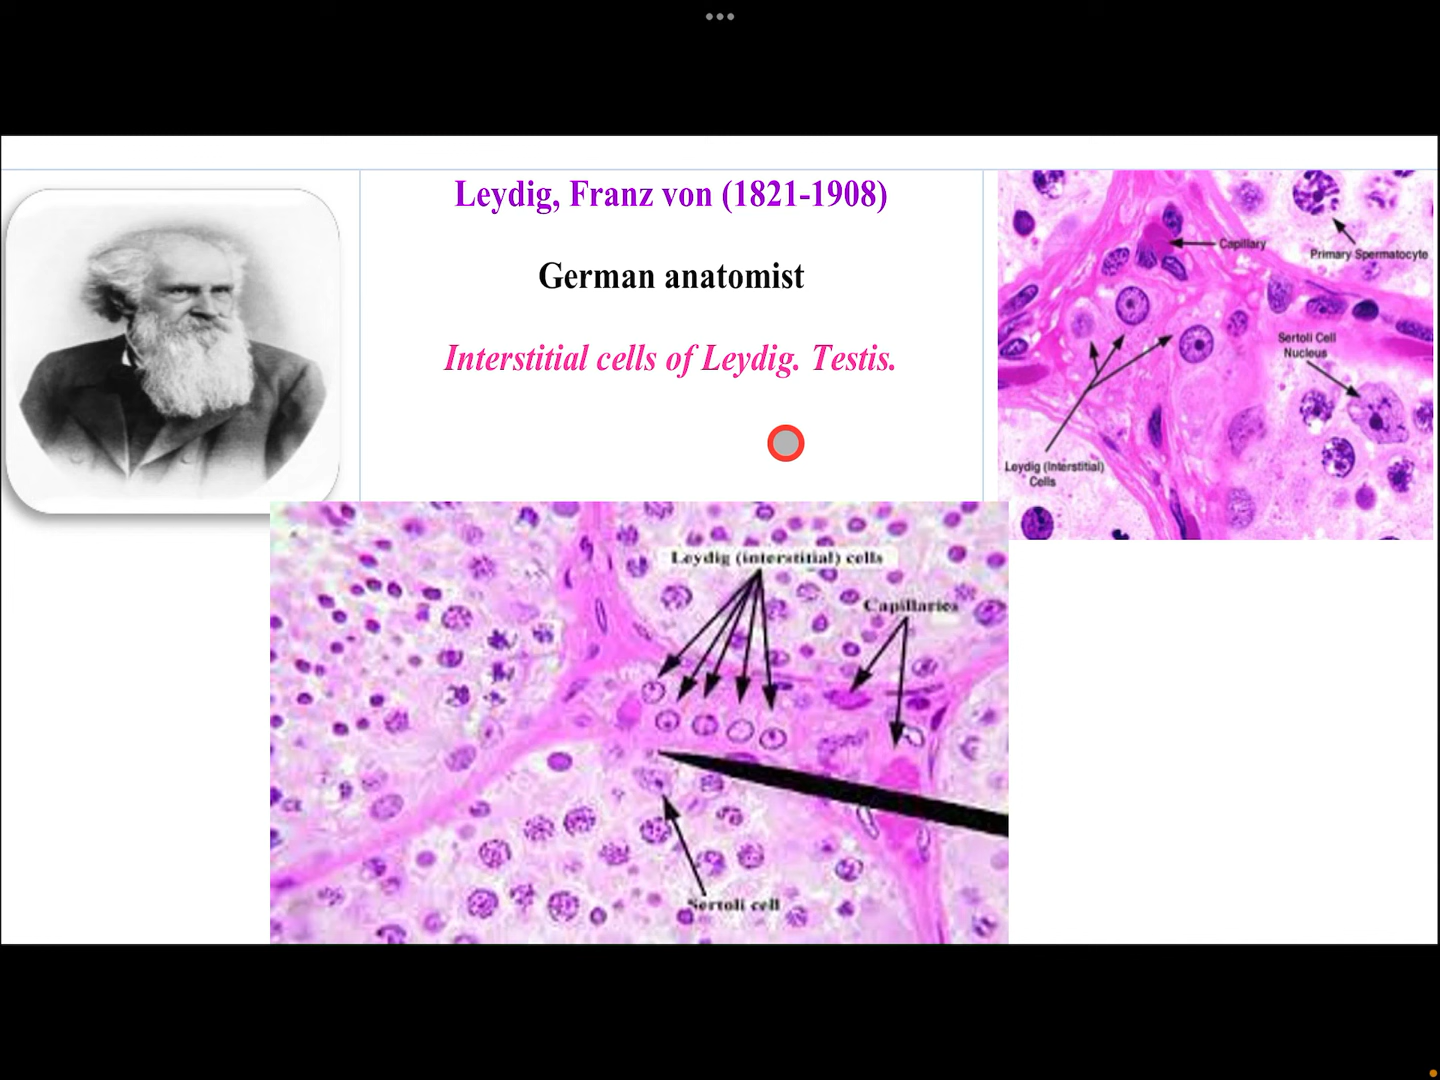 Leydig, Franz von (1821-1908)
German anatomist
Interstitial cells of Leydig. Testis.
Capillary
Primary Spermatocyte
Sertoli Cell
Nucleus
Leydig (Interstitial)
Cells
Leydig (interstitial) cells
Capillaries
Sertoli cell